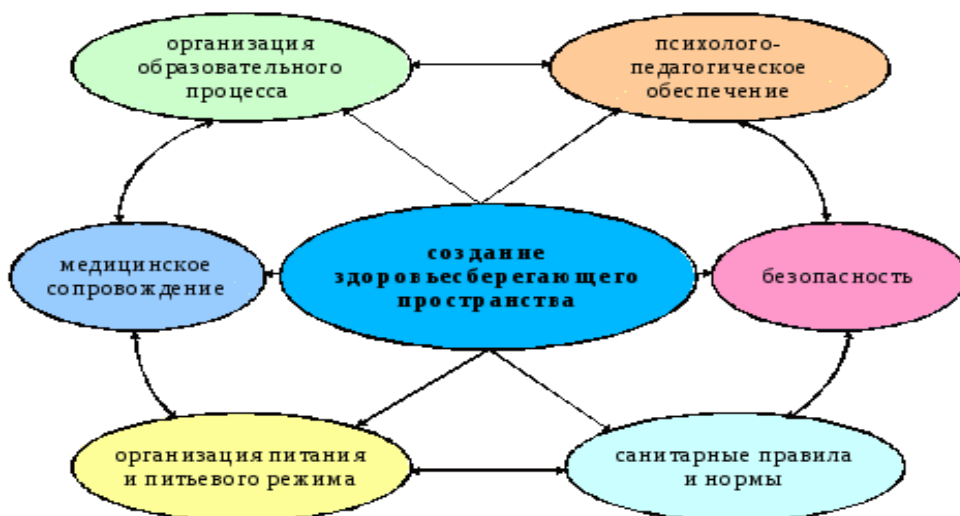 организация
образовательного
процесса
психолого-
педагогическое
обеспечение
медицинское
сопровождение
создание
здоровьесберегающего
пространства
безопасность
организация питания
и питьевого режима
санитарные правила
и нормы